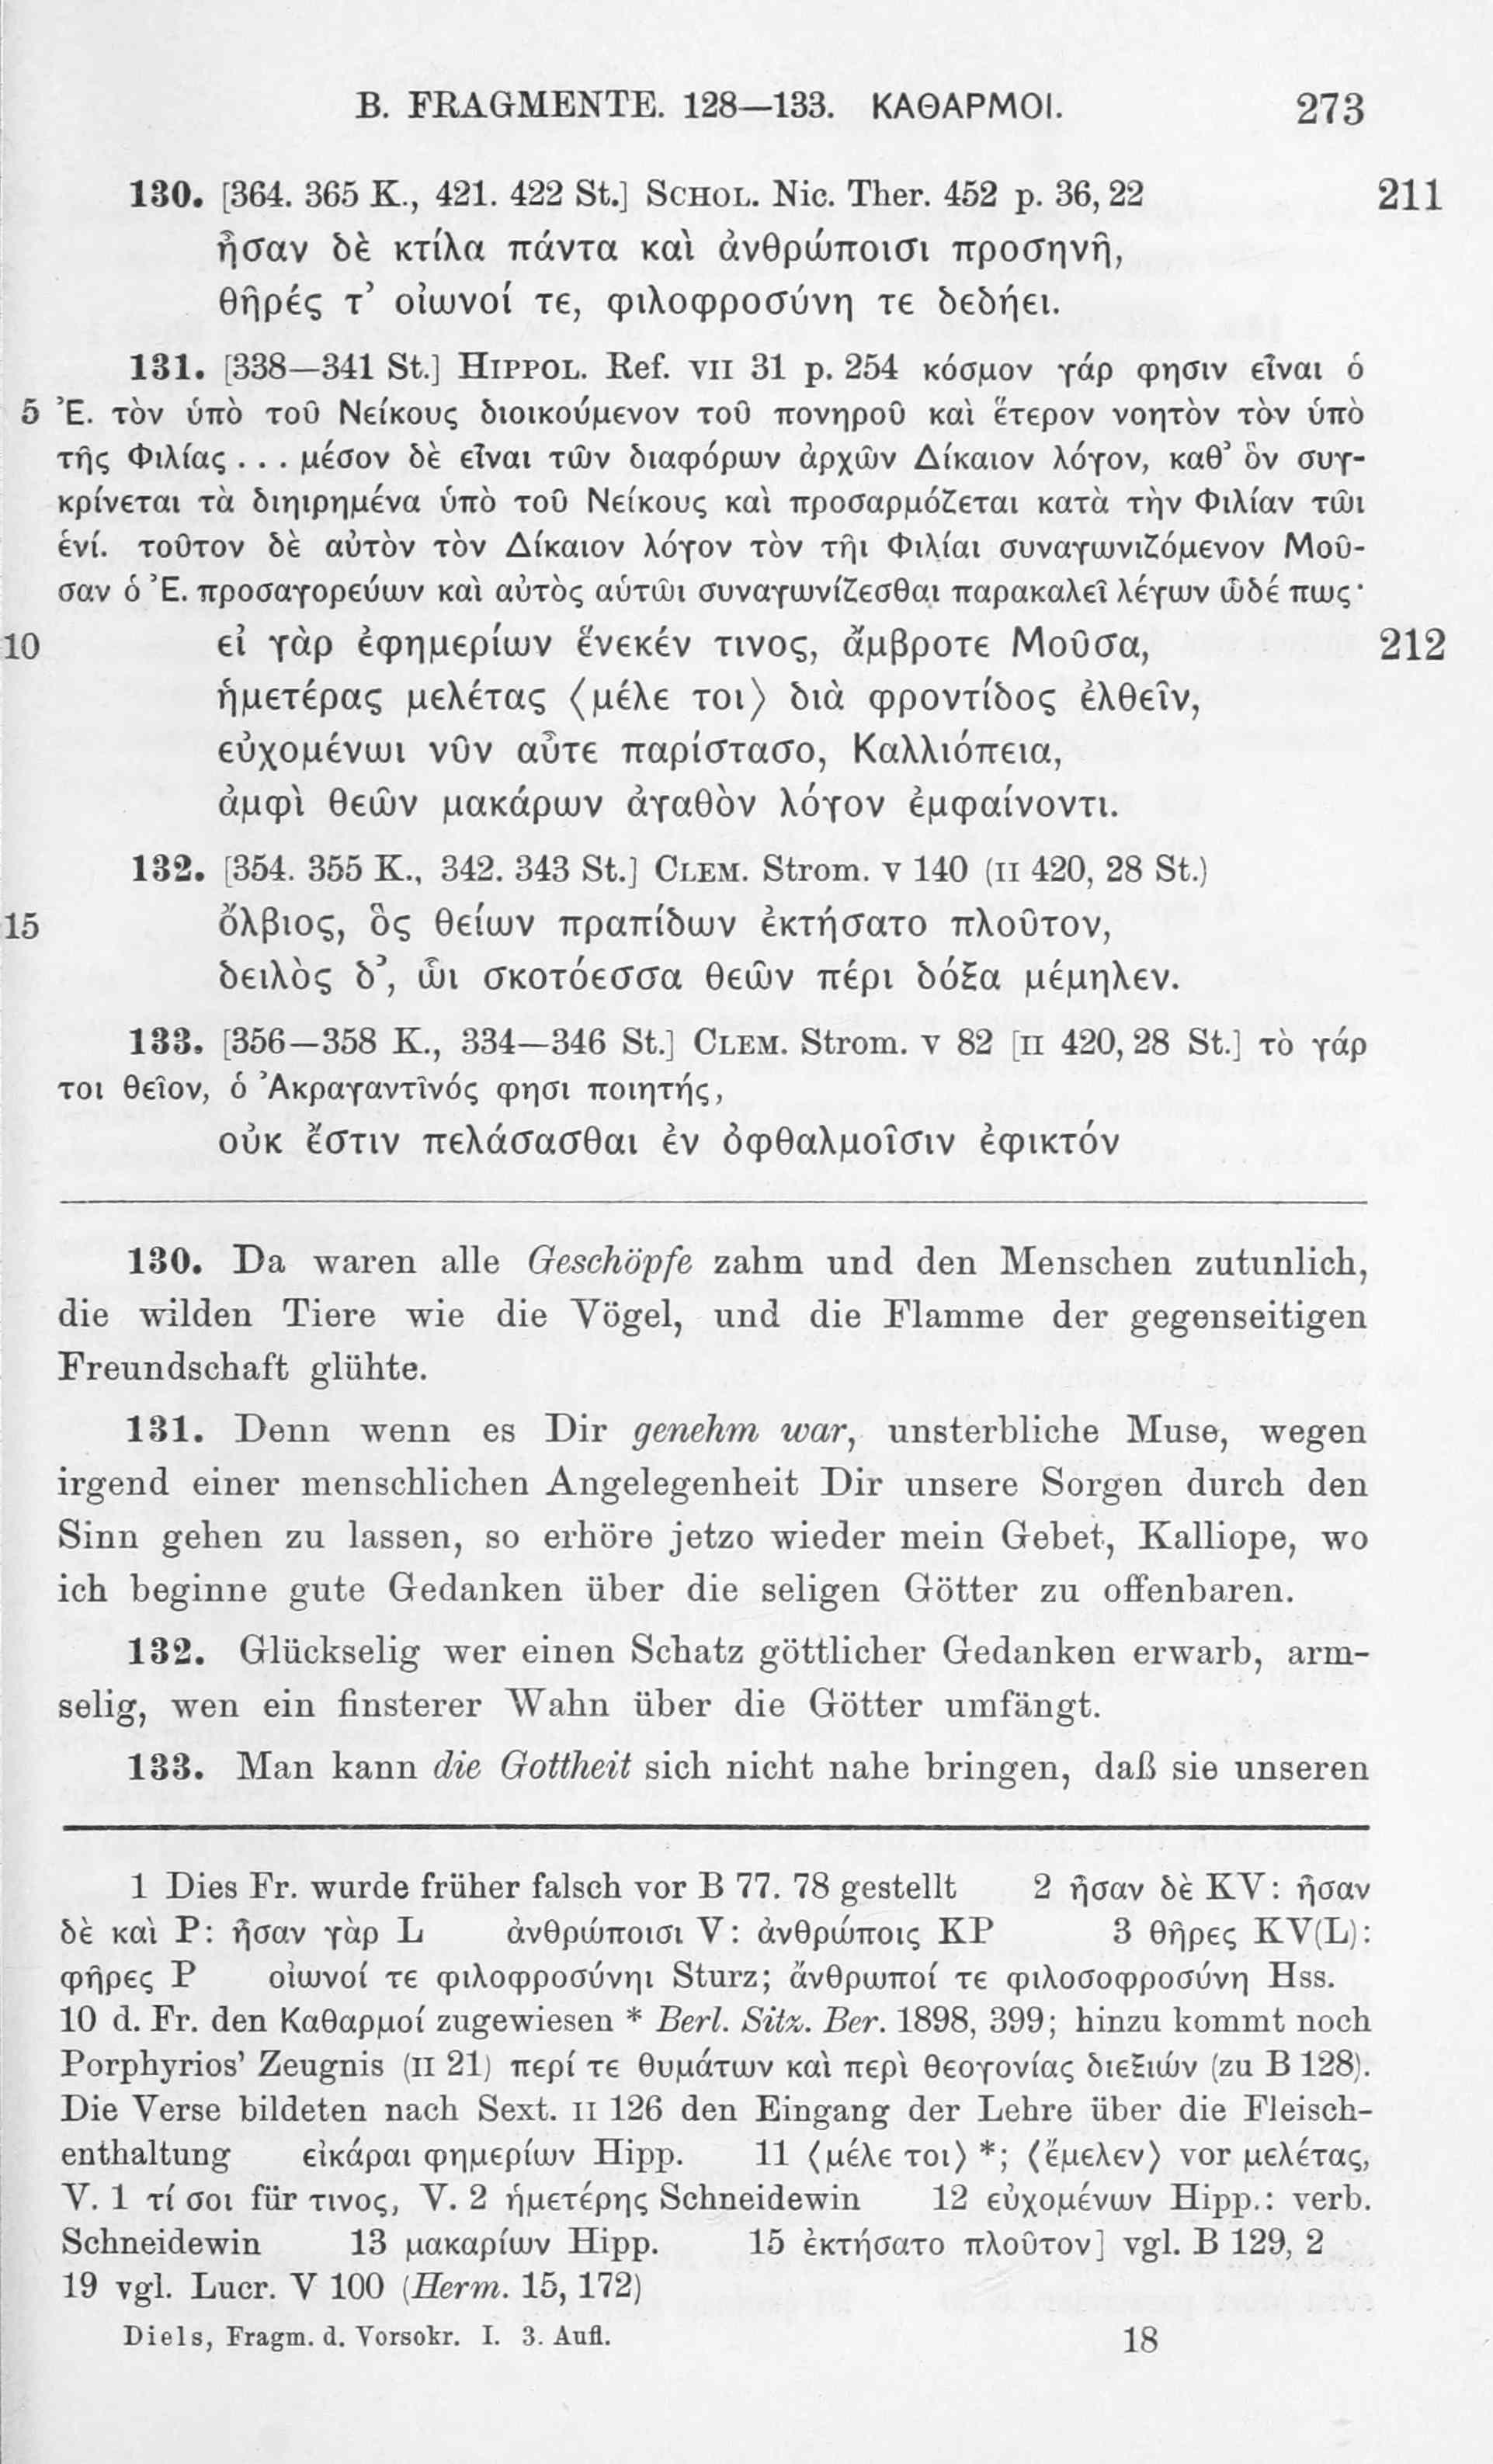 B. FRAGMENTE. 128—133. ΚΑΘΑΡΜΟΙ. 273
130. [364. 365 K., 421. 422 St.] SCHOL. Nic. Ther. 452 p. 36, 22 211
ἦσαν δὲ κτίλα πάντα καὶ ἀνθρώποισι προσηνῆ,
θῆρές τ’ οἰωνοί τε, φιλοφροσύνη τε δεδήει.
131. [338—341 St.] HIPPOL. Ref. VII 31 p. 254 κόσμον γάρ φησιν εἶναι ὁ
5 Ἐ. τὸν ὑπὸ τοῦ Νείκους διοικούμενον τοῦ πονηροῦ καὶ ἕτερον νοητὸν τὸν ὑπὸ
τῆς Φιλίας... μέσον δὲ εἶναι τῶν διαφόρων ἀρχῶν Δίκαιον λόγον, καθ’ ὃν συγ-
κρίνεται τὰ διηιρημένα ὑπὸ τοῦ Νείκους καὶ προσαρμόζεται κατὰ τὴν Φιλίαν τῶι
ἑνί. τοῦτον δὲ αὐτὸν τὸν Δίκαιον λόγον τὸν τῆι Φιλίαι συναγωνιζόμενον Μοῦ-
σαν ὁ Ἐ. προσαγορεύων καὶ αὐτὸς αὑτῶι συναγωνίζεσθαι παρακαλεῖ λέγων ὧδέ πως·
10 εἰ γὰρ ἐφημερίων ἕνεκέν τινος, ἄμβροτε Μοῦσα, 212
ἡμετέρας μελέτας ⟨μέλε τοι⟩ διὰ φροντίδος ἐλθεῖν,
εὐχομένωι νῦν αὖτε παρίστασο, Καλλιόπεια,
ἀμφὶ θεῶν μακάρων ἀγαθὸν λόγον ἐμφαίνοντι.
132. [354. 355 K., 342. 343 St.] CLEM. Strom. V 140 (II 420, 28 St.)
15 ὄλβιος, ὃς θείων πραπίδων ἐκτήσατο πλοῦτον,
δειλὸς δ’, ὧι σκοτόεσσα θεῶν πέρι δόξα μέμηλεν.
133. [356—358 K., 334—346 St.] CLEM. Strom. V 82 [II 420, 28 St.] τὸ γάρ
τοι θεῖον, ὁ Ἀκραγαντῖνός φησι ποιητής,
οὐκ ἔστιν πελάσασθαι ἐν ὀφθαλμοῖσιν ἐφικτόν
130. Da waren alle Geschöpfe zahm und den Menschen zutunlich,
die wilden Tiere wie die Vögel, und die Flamme der gegenseitigen
Freundschaft glühte.
131. Denn wenn es Dir genehm war, unsterbliche Muse, wegen
irgend einer menschlichen Angelegenheit Dir unsere Sorgen durch den
Sinn gehen zu lassen, so erhöre jetzo wieder mein Gebet, Kalliope, wo
ich beginne gute Gedanken über die seligen Götter zu offenbaren.
132. Glückselig wer einen Schatz göttlicher Gedanken erwarb, arm-
selig, wen ein finsterer Wahn über die Götter umfängt.
133. Man kann die Gottheit sich nicht nahe bringen, daß sie unseren
1 Dies Fr. wurde früher falsch vor B 77. 78 gestellt 2 ἦσαν δὲ KV: ἦσαν
δὲ καὶ P: ἦσαν γὰρ L ἀνθρώποισι V: ἀνθρώποις KP 3 θῆρες KV(L):
φῆρες P οἰωνοί τε φιλοφροσύνηι Sturz; ἄνθρωποί τε φιλοσοφροσύνη Hss.
10 d. Fr. den Καθαρμοί zugewiesen * Berl. Sitz. Ber. 1898, 399; hinzu kommt noch
Porphyrios’ Zeugnis (II 21) περί τε θυμάτων καὶ περὶ θεογονίας διεξιών (zu B 128).
Die Verse bildeten nach Sext. II 126 den Eingang der Lehre über die Fleisch-
enthaltung εἰκάραι φημερίων Hipp. 11 ⟨μέλε τοι⟩ *; ⟨ἔμελεν⟩ vor μελέτας,
V. 1 τί σοι für τινος, V. 2 ἡμετέρης Schneidewin 12 εὐχομένων Hipp.: verb.
Schneidewin 13 μακαρίων Hipp. 15 ἐκτήσατο πλοῦτον] vgl. B 129, 2
19 vgl. Lucr. V 100 (Herm. 15, 172)
Diels, Fragm. d. Vorsokr. I. 3. Aufl. 18